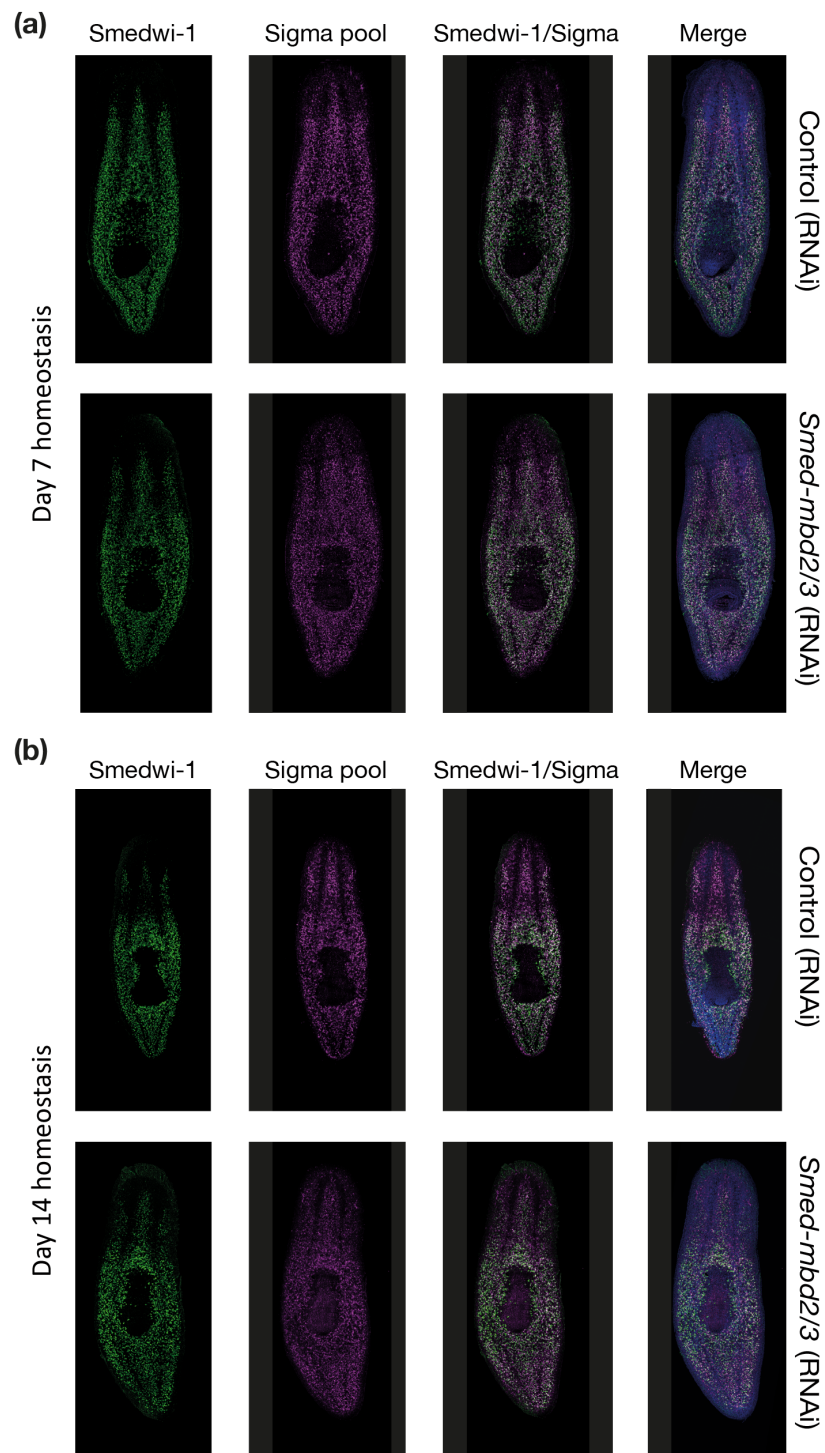 (a)
Smedwi-1 Sigma pool Smedwi-1/Sigma Merge
Day 7 homeostasis
Control (RNAi)
Smed-mbd2/3 (RNAi)
(b)
Smedwi-1 Sigma pool Smedwi-1/Sigma Merge
Day 14 homeostasis
Control (RNAi)
Smed-mbd2/3 (RNAi)